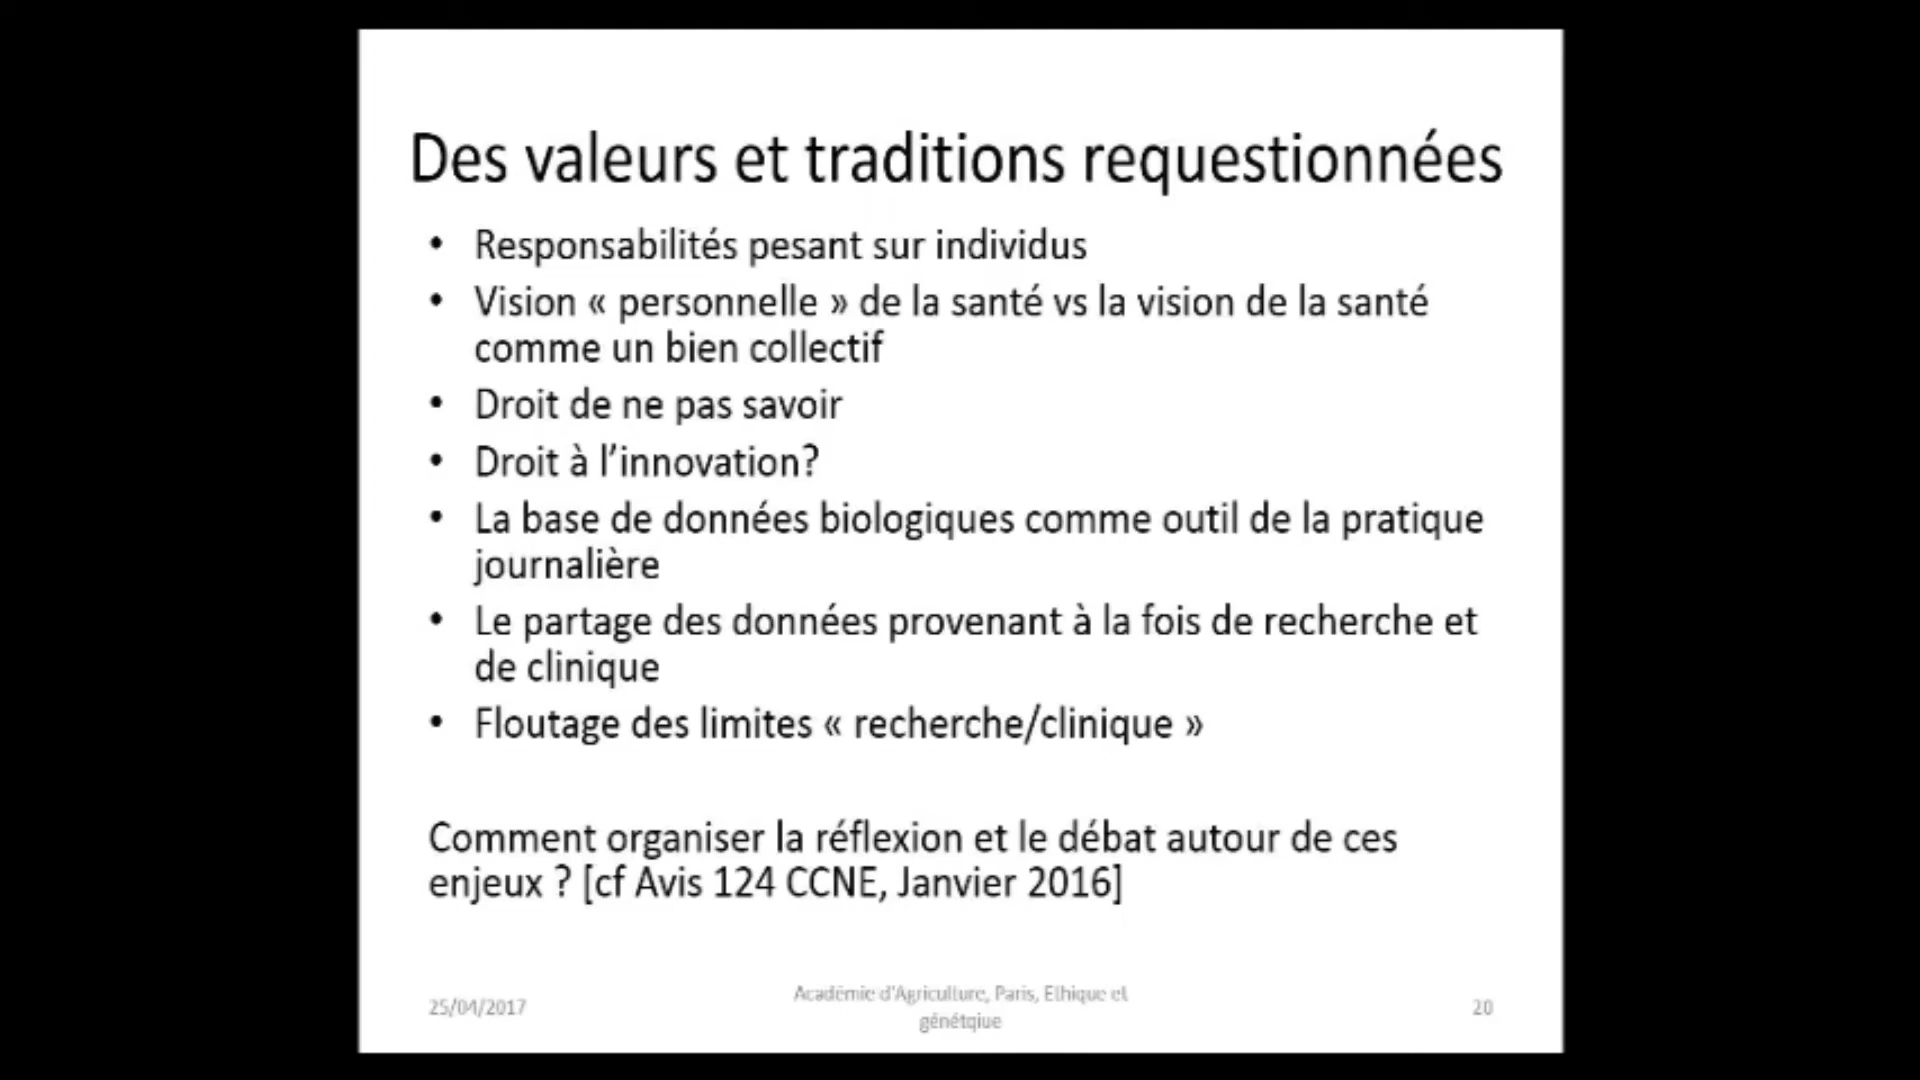 Des valeurs et traditions requestionnées
• Responsabilités pesant sur individus
• Vision « personnelle » de la santé vs la vision de la santé
comme un bien collectif
• Droit de ne pas savoir
• Droit à l’innovation?
• La base de données biologiques comme outil de la pratique
journalière
• Le partage des données provenant à la fois de recherche et
de clinique
• Floutage des limites « recherche/clinique »
Comment organiser la réflexion et le débat autour de ces
enjeux ? [cf Avis 124 CCNE, Janvier 2016]
25/04/2017
Académie d'Agriculture, Paris, Ethique et
génétqiue
20